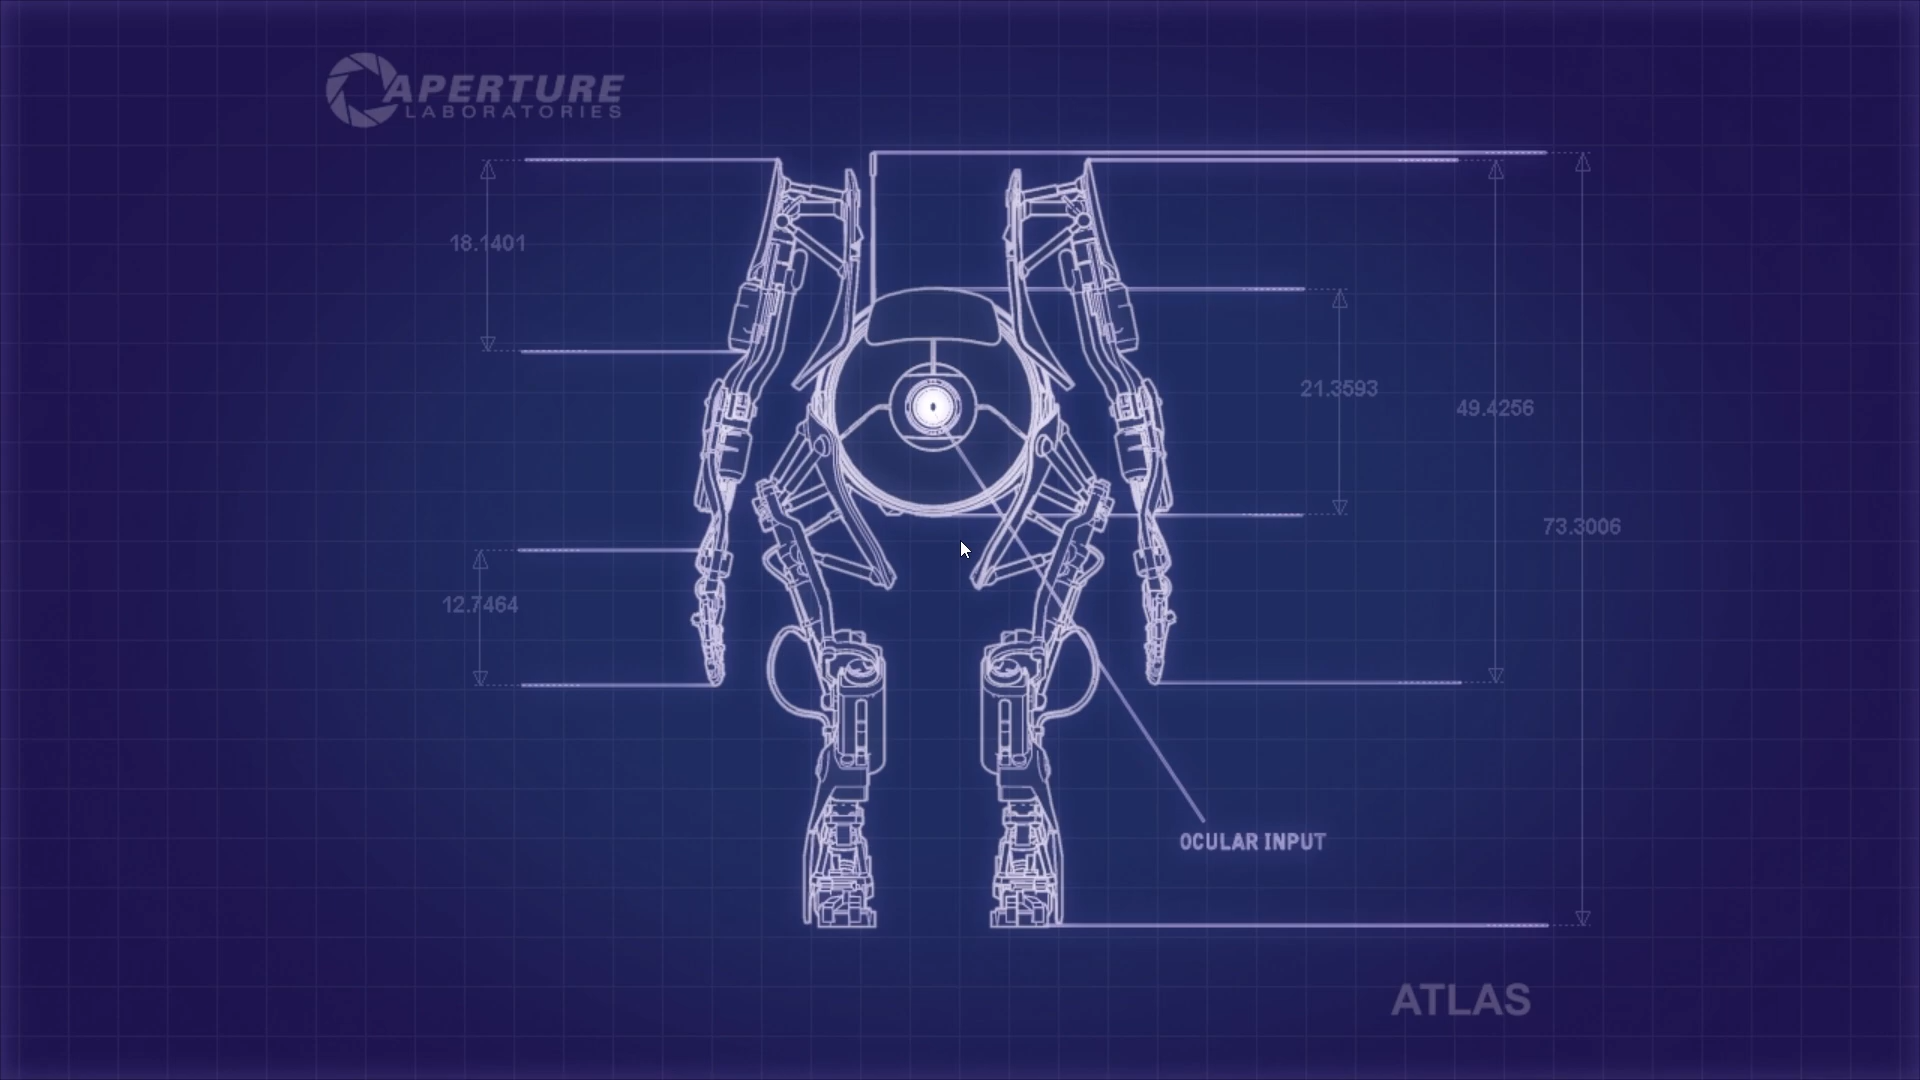 APERTURE
LABORATORIES
18.1401
21.3593
49.4256
73.3006
12.7464
OCULAR INPUT
ATLAS